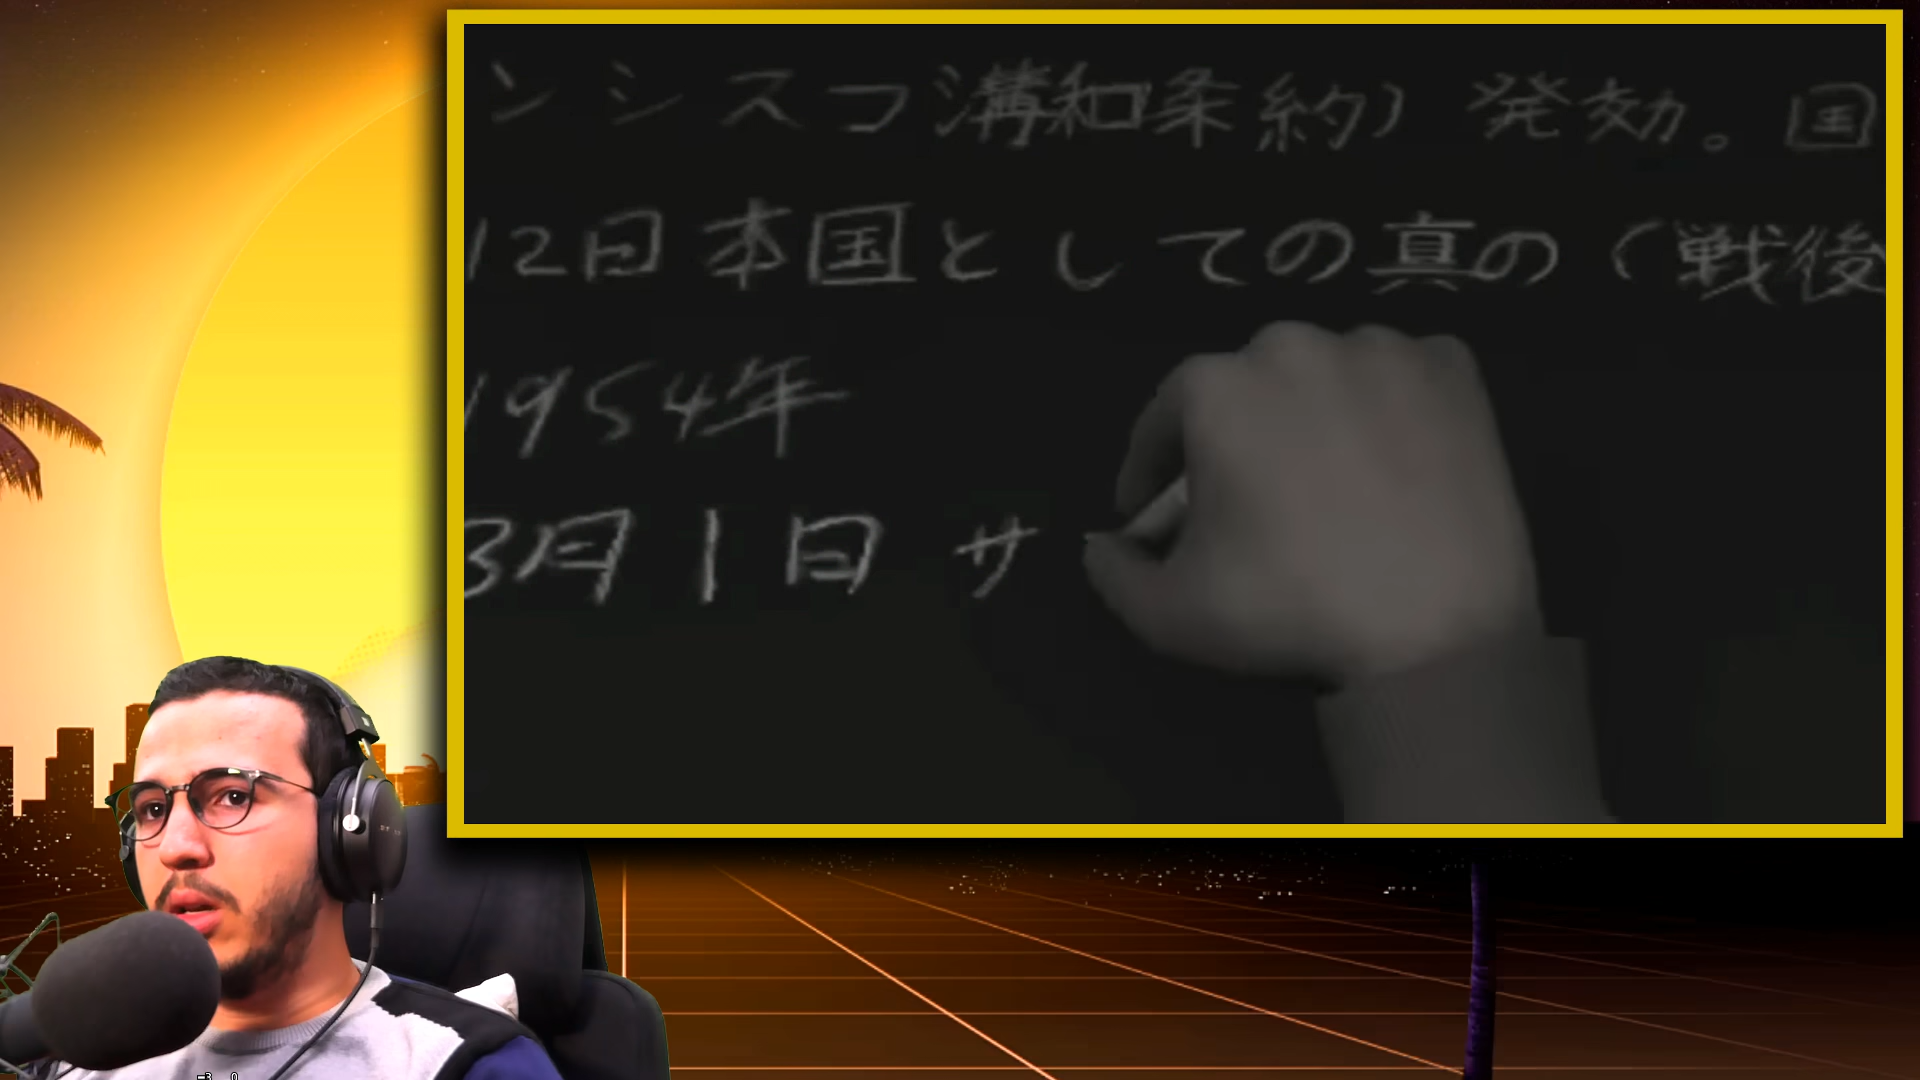 ンシスコ溝和条約）発効。国
12日本国としての真の（戦後
1954年
3月1日 サ